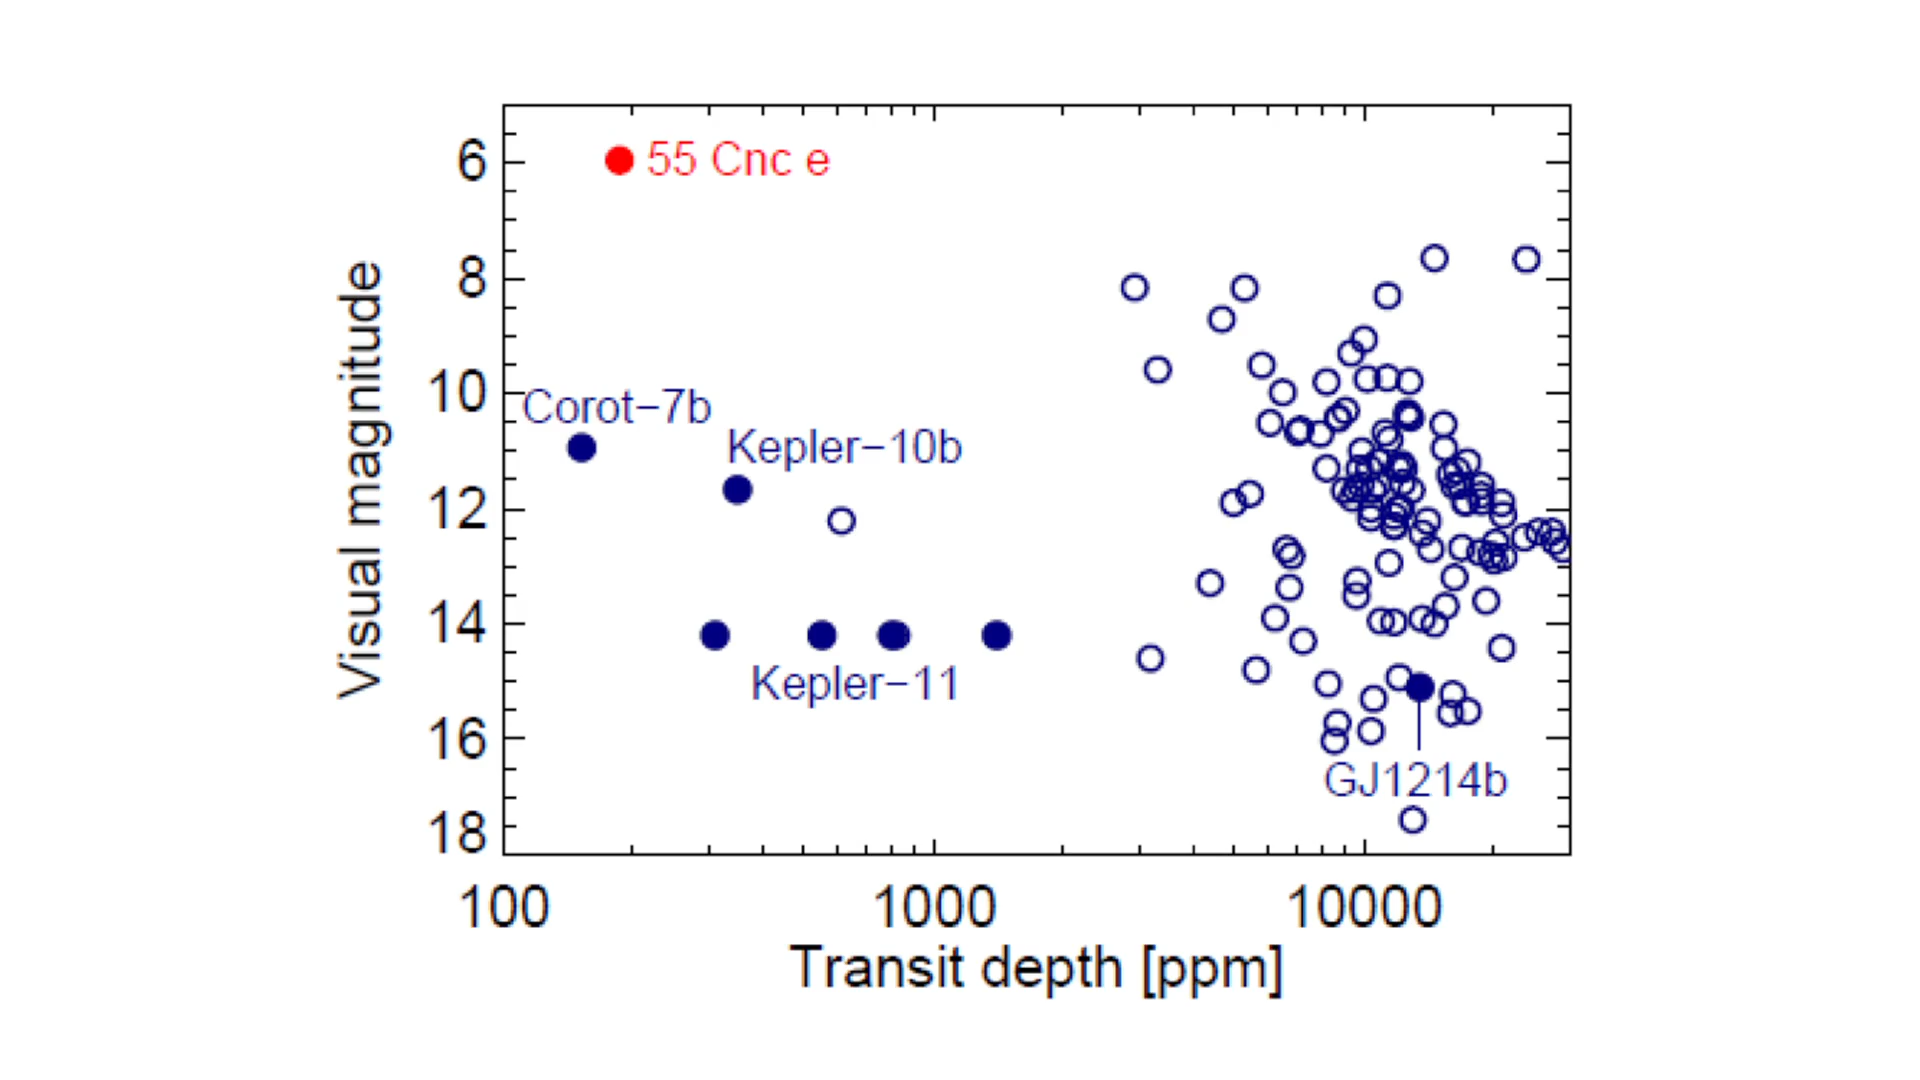 6
55 Cnc e
8
10
Corot−7b
Kepler−10b
12
14
Kepler−11
16
GJ1214b
18
Visual magnitude
100
1000
10000
Transit depth [ppm]